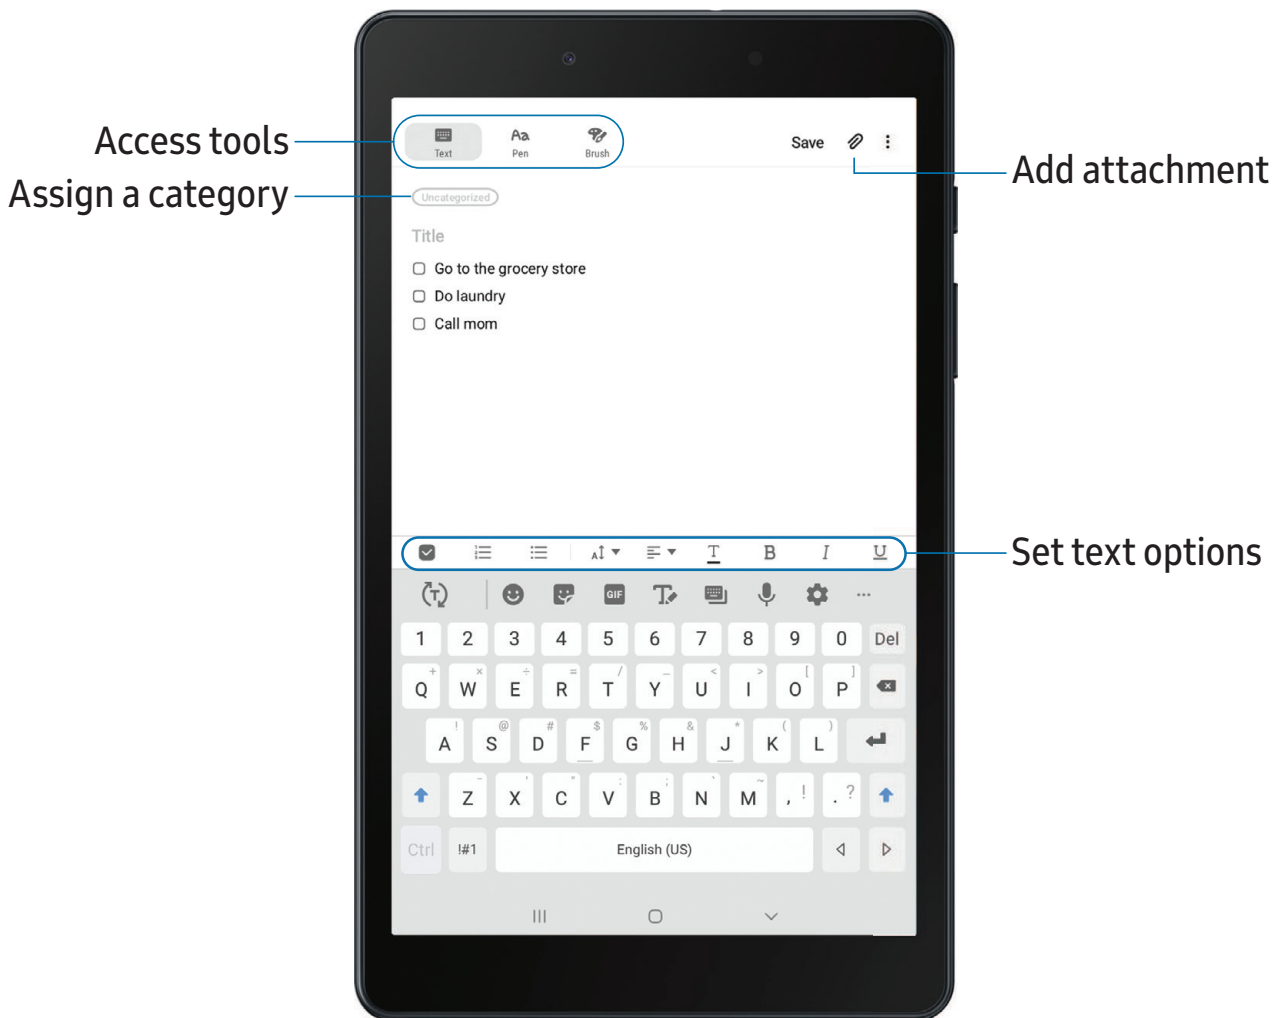 Access tools
Assign a category
Add attachment
Set text options
Text
Aa
Pen
Brush
Save
Uncategorized
Title
Go to the grocery store
Do laundry
Call mom
A T B I U
T GIF T
1 2 3 4 5 6 7 8 9 0 Del
+ × ÷ = / _ < > [ ]
Q W E R T Y U I O P
! @ # $ % & * ( )
A S D F G H J K L
- ' " : ; ` ~
Z X C V B N M , ! . ?
Ctrl !#1 English (US)